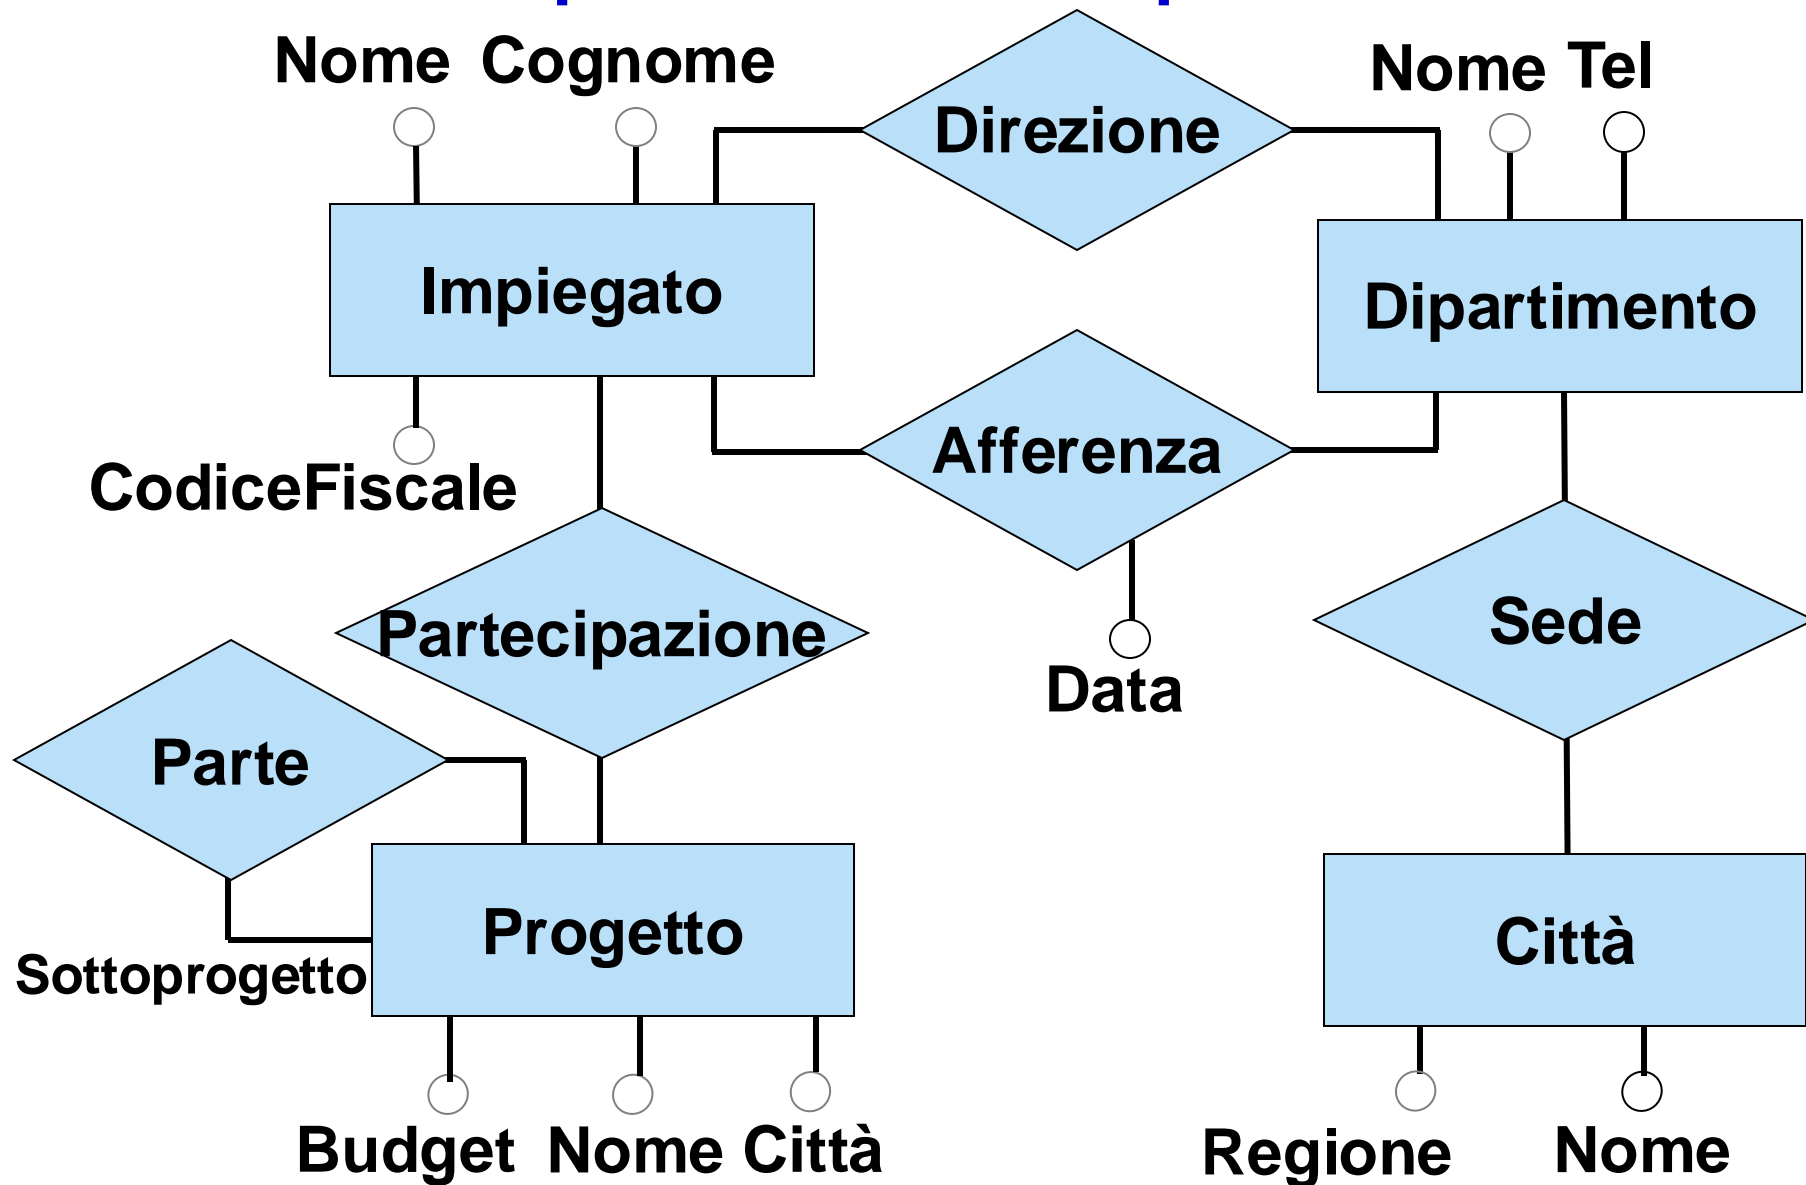 Nome Cognome
Nome Tel
Direzione
Impiegato
Dipartimento
Afferenza
CodiceFiscale
Partecipazione
Sede
Data
Parte
Progetto
Città
Sottoprogetto
Budget Nome Città
Regione Nome